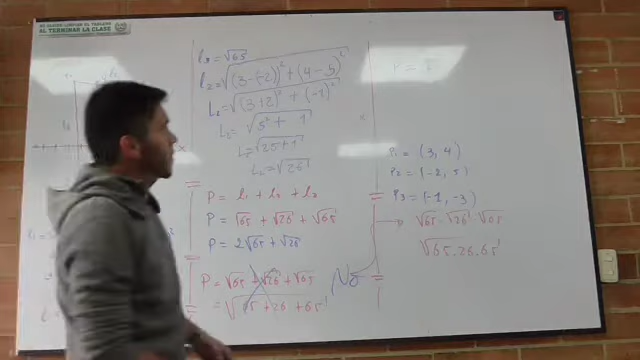 AL TERMINAR LA CLASE
l₃ = √65
l₂ = √(3-(-2))² + (4-5)²
L₂ = √(3+2)² + (-1)²
L₂ = √5² + 1
L₂ = √25+1
L₂ = √26
P = l₁ + l₂ + l₃
P = √65 + √26 + √65
P = 2√65 + √26
P = √65 + √26 + √65 No
= √65 + 26 + 65
P₁ = (3, 4)
P₂ = (-2, 5)
P₃ = (-1, -3)
√65 · √26 · √65
√65 · 26 · 65